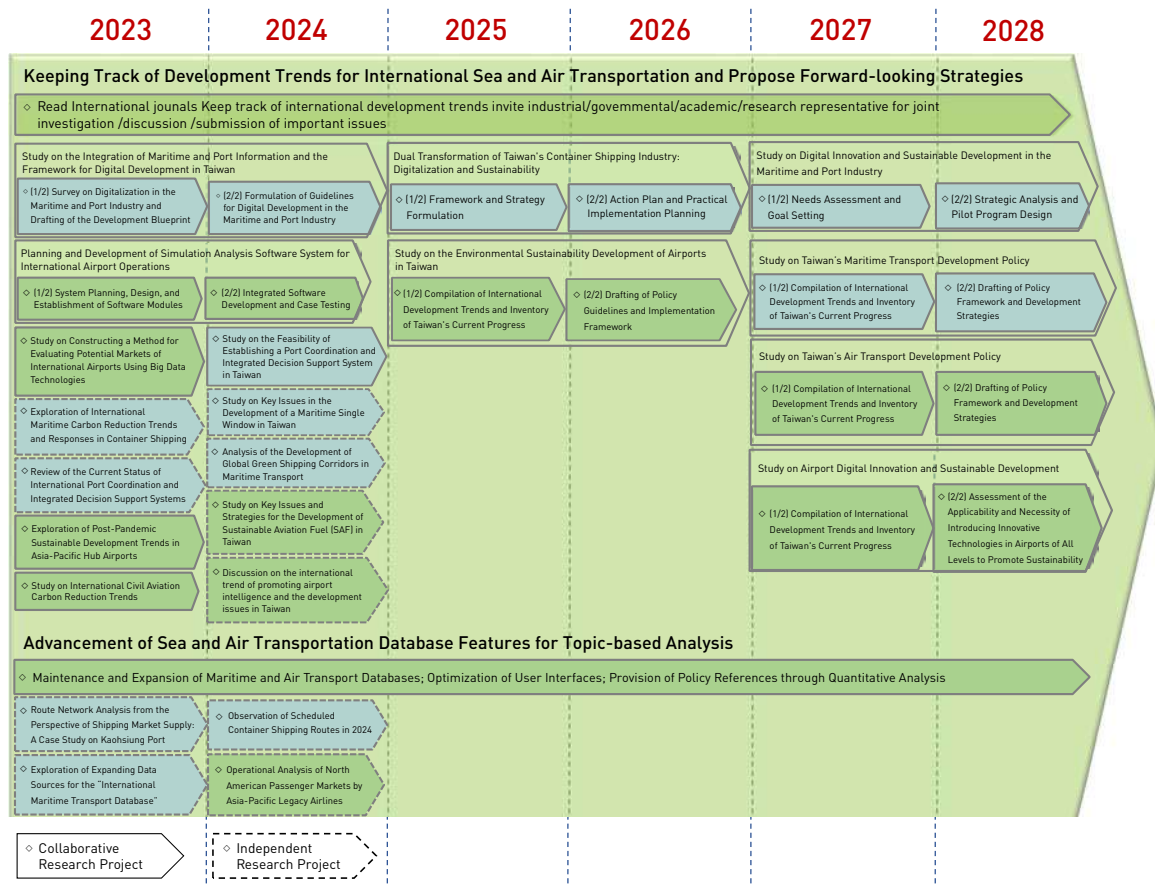 2023
2024
2025
2026
2027
2028
Keeping Track of Development Trends for International Sea and Air Transportation and Propose Forward-looking Strategies
◇ Read International jounals Keep track of international development trends invite industrial/govemmental/academic/research representative for joint
investigation /discussion /submission of important issues
Study on the Integration of Maritime and Port Information and the
Framework for Digital Development in Taiwan
◇ (1/2) Survey on Digitalization in the
Maritime and Port Industry and
Drafting of the Development Blueprint
◇ (2/2) Formulation of Guidelines
for Digital Development in the
Maritime and Port Industry
Dual Transformation of Taiwan's Container Shipping Industry:
Digitalization and Sustainability
◇ (1/2) Framework and Strategy
Formulation
◇ (2/2) Action Plan and Practical
Implementation Planning
Study on Digital Innovation and Sustainable Development in the
Maritime and Port Industry
◇ (1/2) Needs Assessment and
Goal Setting
◇ (2/2) Strategic Analysis and
Pilot Program Design
Planning and Development of Simulation Analysis Software System for
International Airport Operations
◇ (1/2) System Planning, Design, and
Establishment of Software Modules
◇ (2/2) Integrated Software
Development and Case Testing
Study on the Environmental Sustainability Development of Airports
in Taiwan
◇ (1/2) Compilation of International
Development Trends and Inventory
of Taiwan's Current Progress
◇ (2/2) Drafting of Policy
Guidelines and Implementation
Framework
Study on Taiwan's Maritime Transport Development Policy
◇ (1/2) Compilation of International
Development Trends and Inventory
of Taiwan's Current Progress
◇ (2/2) Drafting of Policy
Framework and Development
Strategies
◇ Study on Constructing a Method for
Evaluating Potential Markets of
International Airports Using Big Data
Technologies
◇ Study on the Feasibility of
Establishing a Port Coordination and
Integrated Decision Support System
in Taiwan
Study on Taiwan's Air Transport Development Policy
◇ (1/2) Compilation of International
Development Trends and Inventory
of Taiwan's Current Progress
◇ (2/2) Drafting of Policy
Framework and Development
Strategies
◇ Exploration of International
Maritime Carbon Reduction Trends
and Responses in Container Shipping
◇ Study on Key Issues in the
Development of a Maritime Single
Window in Taiwan
◇ Analysis of the Development of
Global Green Shipping Corridors in
Maritime Transport
◇ Review of the Current Status of
International Port Coordination and
Integrated Decision Support Systems
◇ Study on Key Issues and
Strategies for the Development of
Sustainable Aviation Fuel (SAF) in
Taiwan
Study on Airport Digital Innovation and Sustainable Development
◇ (1/2) Compilation of International
Development Trends and Inventory
of Taiwan's Current Progress
◇ (2/2) Assessment of the
Applicability and Necessity of
Introducing Innovative
Technologies in Airports of All
Levels to Promote Sustainability
◇ Exploration of Post-Pandemic
Sustainable Development Trends in
Asia-Pacific Hub Airports
◇ Study on International Civil Aviation
Carbon Reduction Trends
◇ Discussion on the international
trend of promoting airport
intelligence and the development
issues in Taiwan
Advancement of Sea and Air Transportation Database Features for Topic-based Analysis
◇ Maintenance and Expansion of Maritime and Air Transport Databases; Optimization of User Interfaces; Provision of Policy References through Quantitative Analysis
◇ Route Network Analysis from the
Perspective of Shipping Market Supply:
A Case Study on Kaohsiung Port
◇ Observation of Scheduled
Container Shipping Routes in 2024
◇ Exploration of Expanding Data
Sources for the "International
Maritime Transport Database"
◇ Operational Analysis of North
American Passenger Markets by
Asia-Pacific Legacy Airlines
◇ Collaborative
Research Project
◇ Independent
Research Project